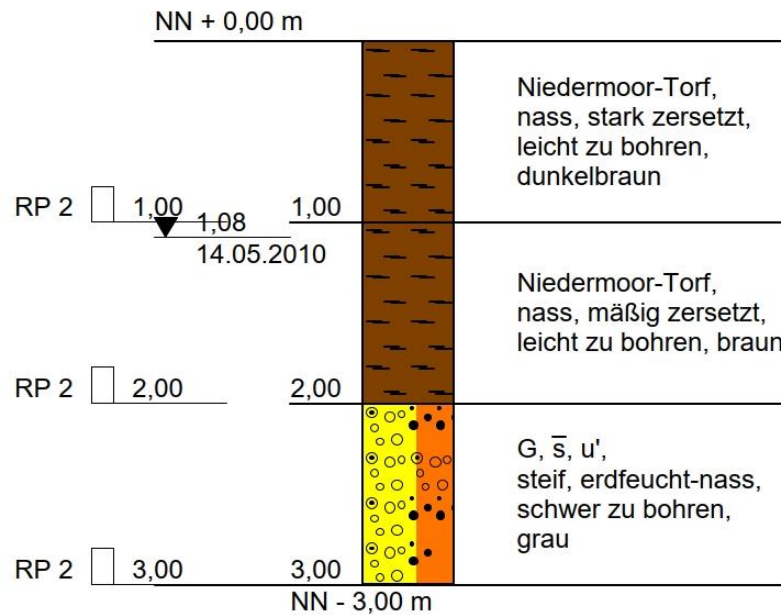 NN + 0,00 m
Niedermoor-Torf,
nass, stark zersetzt,
leicht zu bohren,
dunkelbraun
RP 2 1,00 1,00
1,08
14.05.2010
Niedermoor-Torf,
nass, mäßig zersetzt,
leicht zu bohren, braun
RP 2 2,00 2,00
G, s̅, u',
steif, erdfeucht-nass,
schwer zu bohren,
grau
RP 2 3,00 3,00
NN - 3,00 m